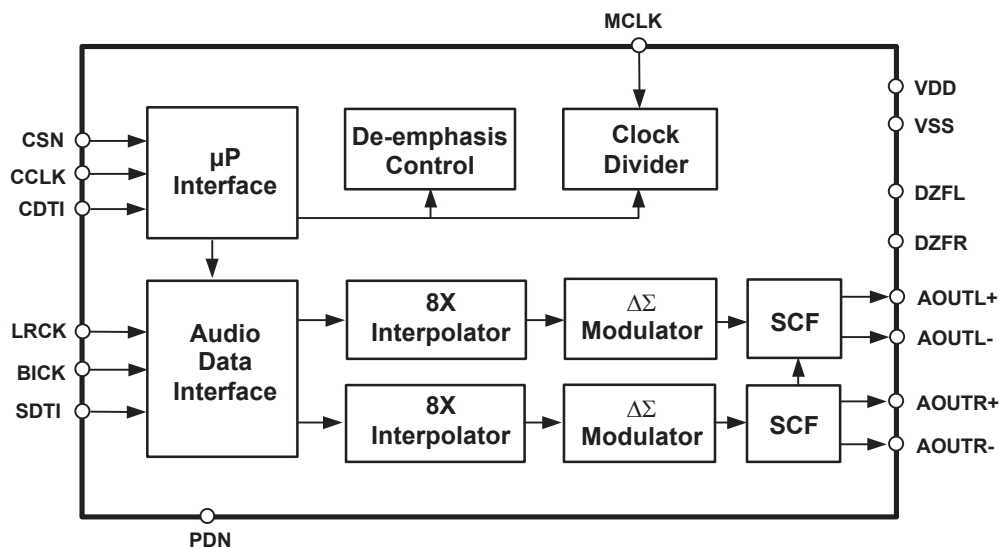 MCLK
VDD
VSS
CSN
CCLK
CDTI
µP
Interface
De-emphasis
Control
Clock
Divider
DZFL
DZFR
LRCK
BICK
SDTI
Audio
Data
Interface
8X
Interpolator
ΔΣ
Modulator
SCF
AOUTL+
AOUTL-
8X
Interpolator
ΔΣ
Modulator
SCF
AOUTR+
AOUTR-
PDN